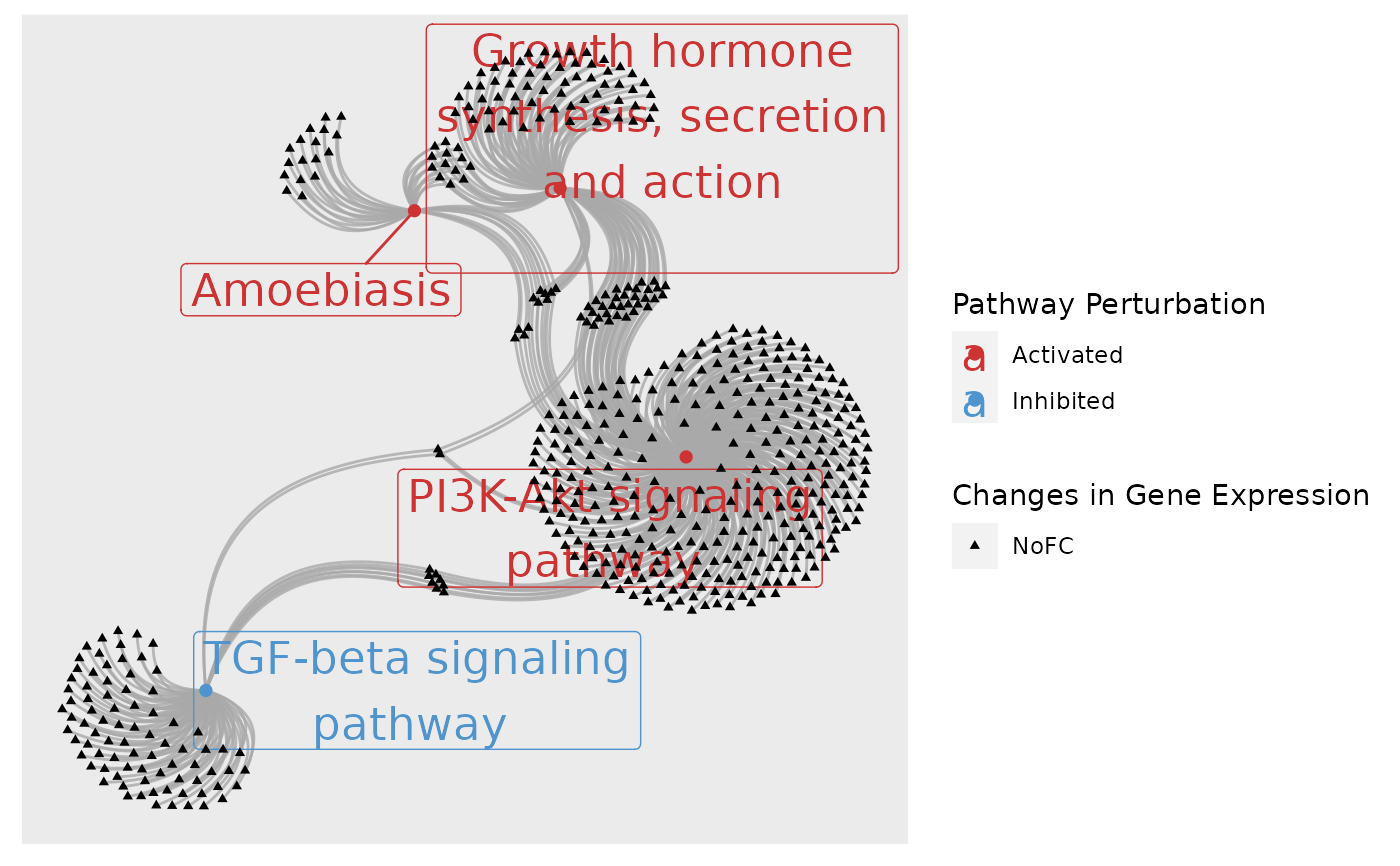 Growth hormone
synthesis, secretion
and action
Amoebiasis
PI3K-Akt signaling
pathway
TGF-beta signaling
pathway
Pathway Perturbation
a Activated
a Inhibited
Changes in Gene Expression
NoFC